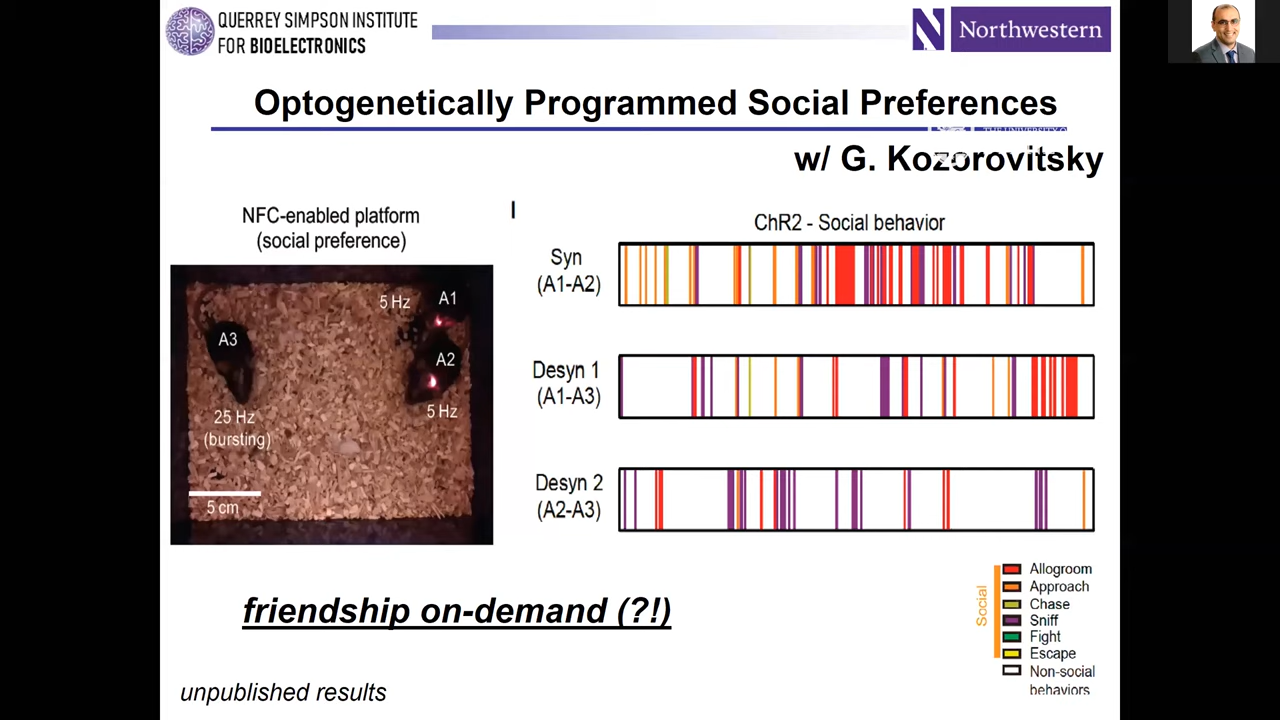 QUERREY SIMPSON INSTITUTE
FOR BIOELECTRONICS
N Northwestern
Optogenetically Programmed Social Preferences
THE UNIVERSITY OF
w/ G. Kozorovitsky
NFC-enabled platform
(social preference)
5 Hz
A1
A3
A2
25 Hz
(bursting)
5 Hz
5 cm
ChR2 - Social behavior
Syn
(A1-A2)
Desyn 1
(A1-A3)
Desyn 2
(A2-A3)
Social
Allogroom
Approach
Chase
Sniff
Fight
Escape
Non-social
behaviors
friendship on-demand (?!)
unpublished results